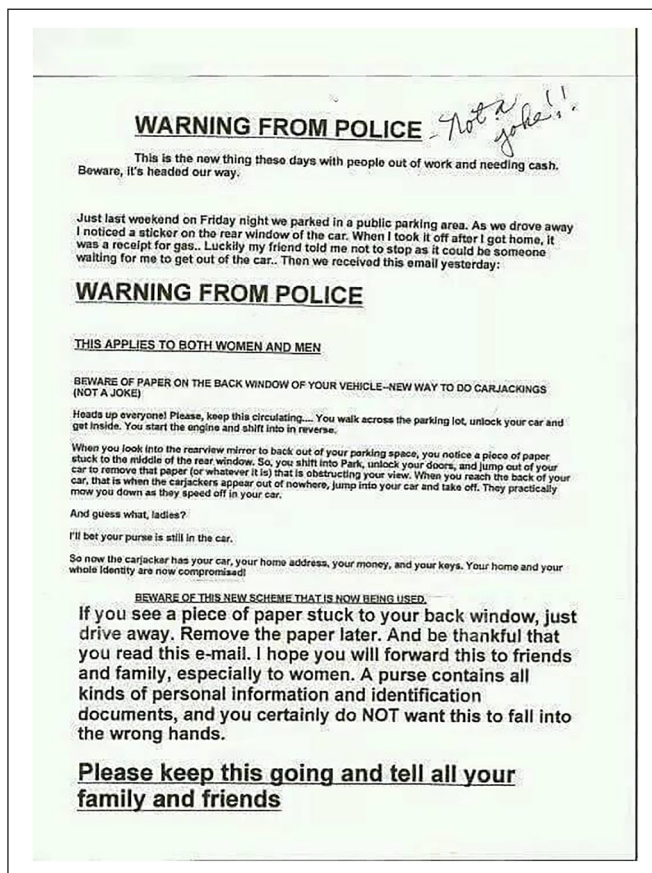 WARNING FROM POLICE - Not a
joke!!
This is the new thing these days with people out of work and needing cash.
Beware, it's headed our way.
Just last weekend on Friday night we parked in a public parking area. As we drove away
I noticed a sticker on the rear window of the car. When I took it off after I got home, it
was a receipt for gas.. Luckily my friend told me not to stop as it could be someone
waiting for me to get out of the car.. Then we received this email yesterday:
WARNING FROM POLICE
THIS APPLIES TO BOTH WOMEN AND MEN
BEWARE OF PAPER ON THE BACK WINDOW OF YOUR VEHICLE--NEW WAY TO DO CARJACKINGS
(NOT A JOKE)
Heads up everyone! Please, keep this circulating.... You walk across the parking lot, unlock your car and
get inside. You start the engine and shift into in reverse.
When you look into the rearview mirror to back out of your parking space, you notice a piece of paper
stuck to the middle of the rear window. So, you shift into Park, unlock your doors, and jump out of your
car to remove that paper (or whatever it is) that is obstructing your view. When you reach the back of your
car, that is when the carjackers appear out of nowhere, jump into your car and take off. They practically
mow you down as they speed off in your car.
And guess what, ladies?
I'll bet your purse is still in the car.
So now the carjacker has your car, your home address, your money, and your keys. Your home and your
whole identity are now compromised!
BEWARE OF THIS NEW SCHEME THAT IS NOW BEING USED.
If you see a piece of paper stuck to your back window, just
drive away. Remove the paper later. And be thankful that
you read this e-mail. I hope you will forward this to friends
and family, especially to women. A purse contains all
kinds of personal information and identification
documents, and you certainly do NOT want this to fall into
the wrong hands.
Please keep this going and tell all your
family and friends